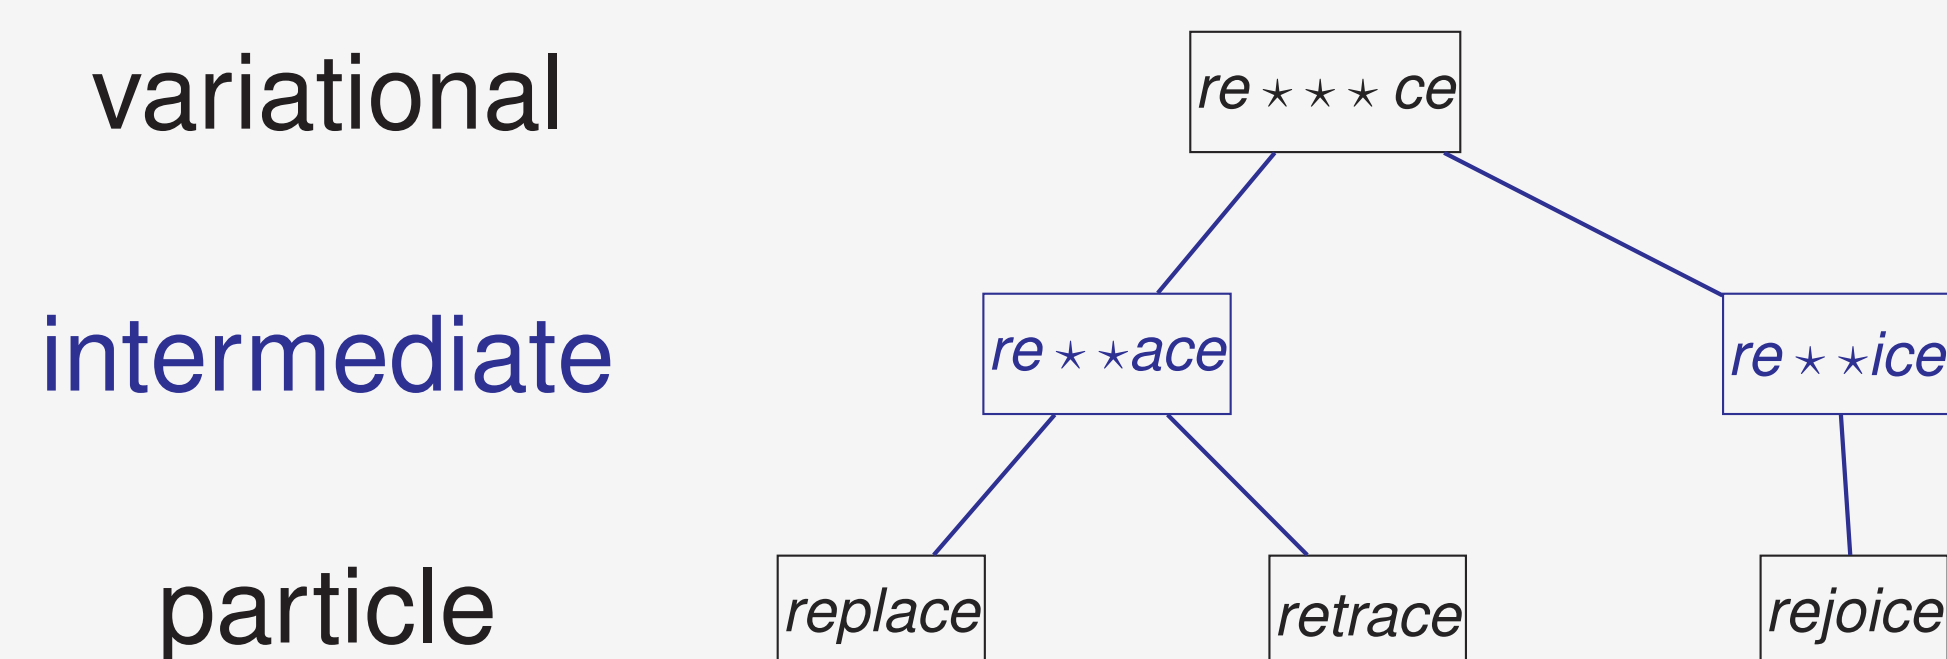 variational
re ⋆ ⋆ ⋆ ce
intermediate
re ⋆ ⋆ace
re ⋆ ⋆ice
particle
replace
retrace
rejoice